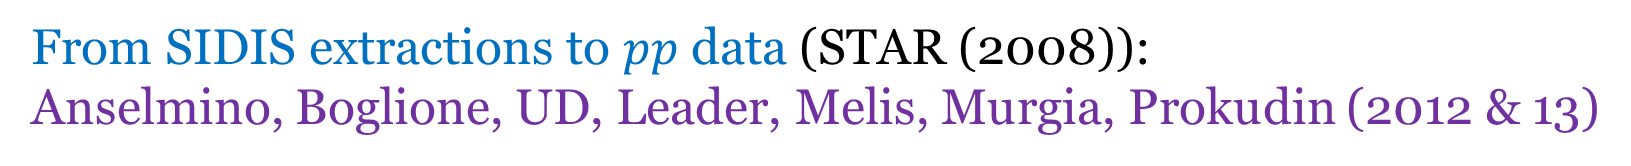 From SIDIS extractions to pp data (STAR (2008)):
Anselmino, Boglione, UD, Leader, Melis, Murgia, Prokudin (2012 & 13)